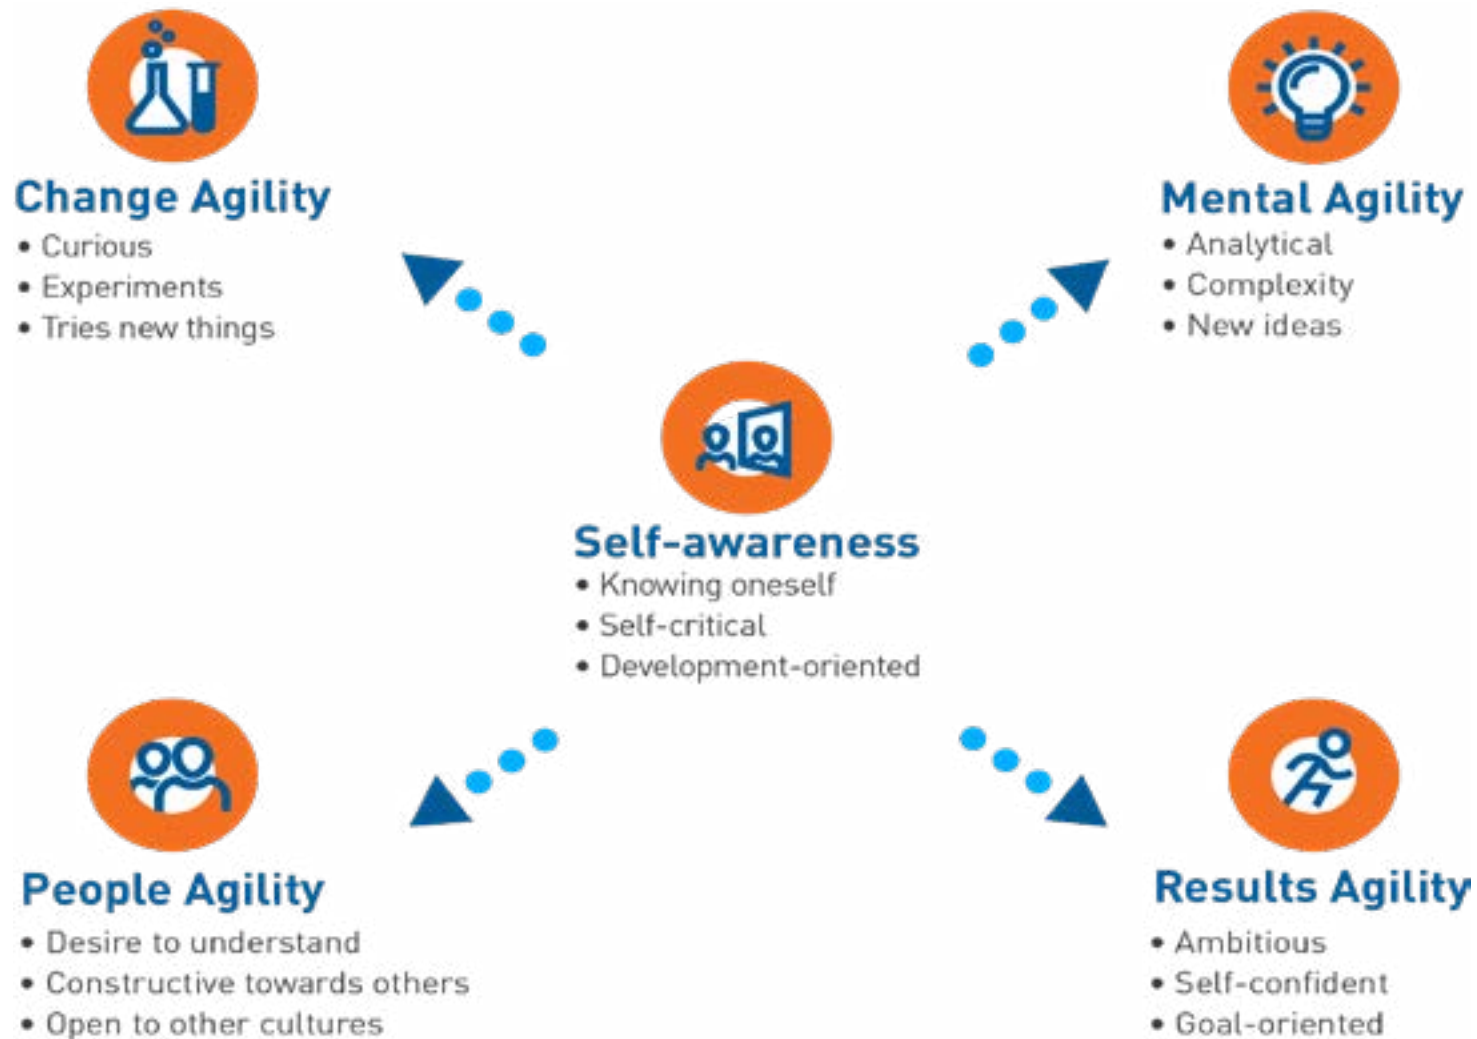 Change Agility
• Curious
• Experiments
• Tries new things
Mental Agility
• Analytical
• Complexity
• New ideas
Self-awareness
• Knowing oneself
• Self-critical
• Development-oriented
People Agility
• Desire to understand
• Constructive towards others
• Open to other cultures
Results Agility
• Ambitious
• Self-confident
• Goal-oriented